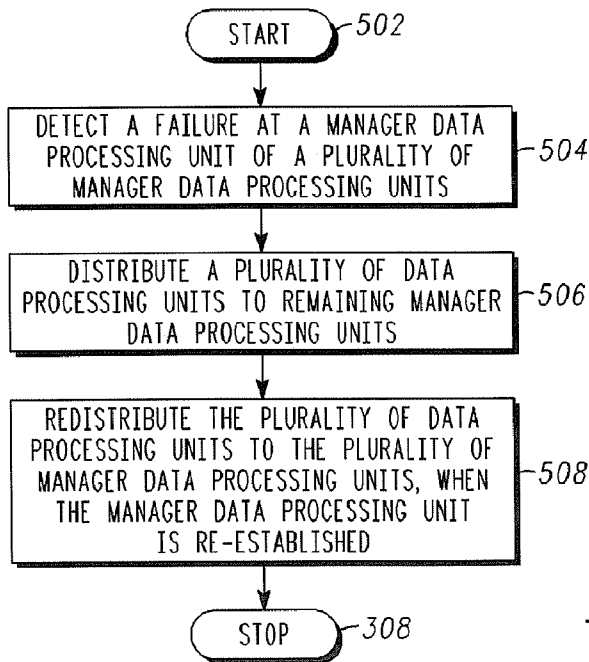 START
502
DETECT A FAILURE AT A MANAGER DATA
PROCESSING UNIT OF A PLURALITY OF
MANAGER DATA PROCESSING UNITS
504
DISTRIBUTE A PLURALITY OF DATA
PROCESSING UNITS TO REMAINING MANAGER
DATA PROCESSING UNITS
506
REDISTRIBUTE THE PLURALITY OF DATA
PROCESSING UNITS TO THE PLURALITY OF
MANAGER DATA PROCESSING UNITS, WHEN
THE MANAGER DATA PROCESSING UNIT
IS RE-ESTABLISHED
508
STOP
308